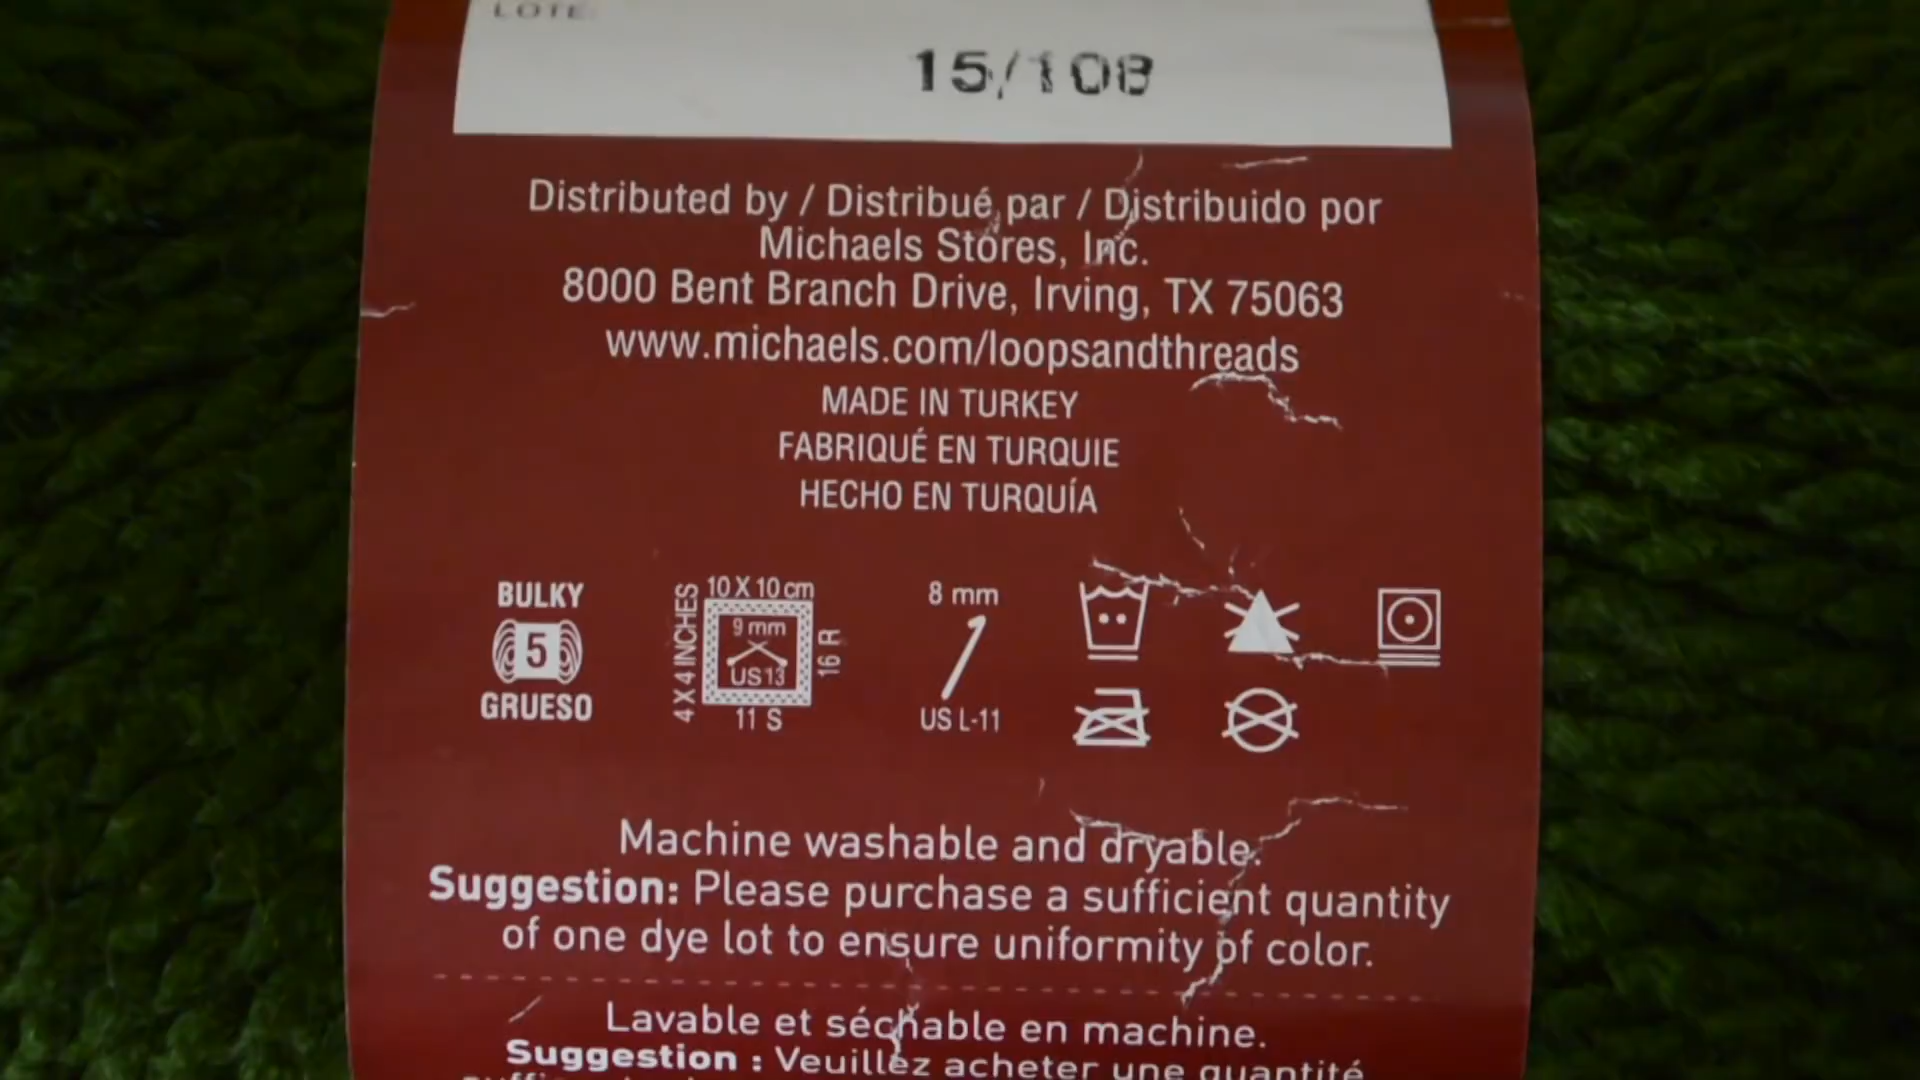 LOTE:
15/108
Distributed by / Distribué par / Distribuido por
Michaels Stores, Inc.
8000 Bent Branch Drive, Irving, TX 75063
www.michaels.com/loopsandthreads
MADE IN TURKEY
FABRIQUÉ EN TURQUIE
HECHO EN TURQUÍA
BULKY
5
GRUESO
10 X 10 cm
4 X 4 INCHES
9 mm
US13
16 R
11 S
8 mm
US L-11
Machine washable and dryable.
Suggestion: Please purchase a sufficient quantity
of one dye lot to ensure uniformity of color.
Lavable et séchable en machine.
Suggestion : Veuillez acheter une quantité